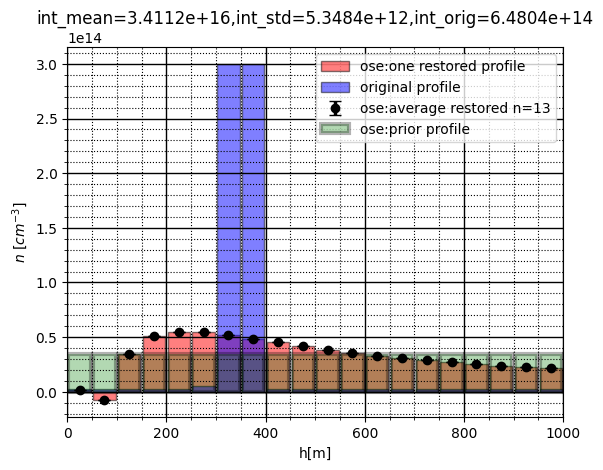 int_mean=3.4112e+16,int_std=5.3484e+12,int_orig=6.4804e+14
1e14
ose:one restored profile
original profile
ose:average restored n=13
ose:prior profile
3.0
2.5
2.0
1.5
1.0
0.5
0.0
n [cm⁻³]
0 200 400 600 800 1000
h[m]